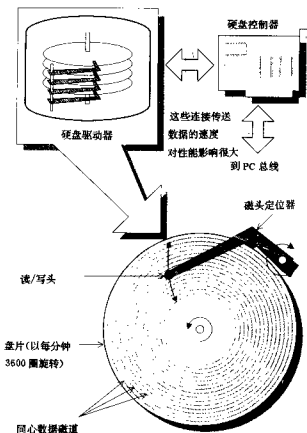 硬盘控制器
硬盘驱动器
这些连接传送
数据的速度
对性能影响很大
到 PC 总线
磁头定位器
读/写头
盘片(以每分钟
3600 圈旋转)
同心数据磁道